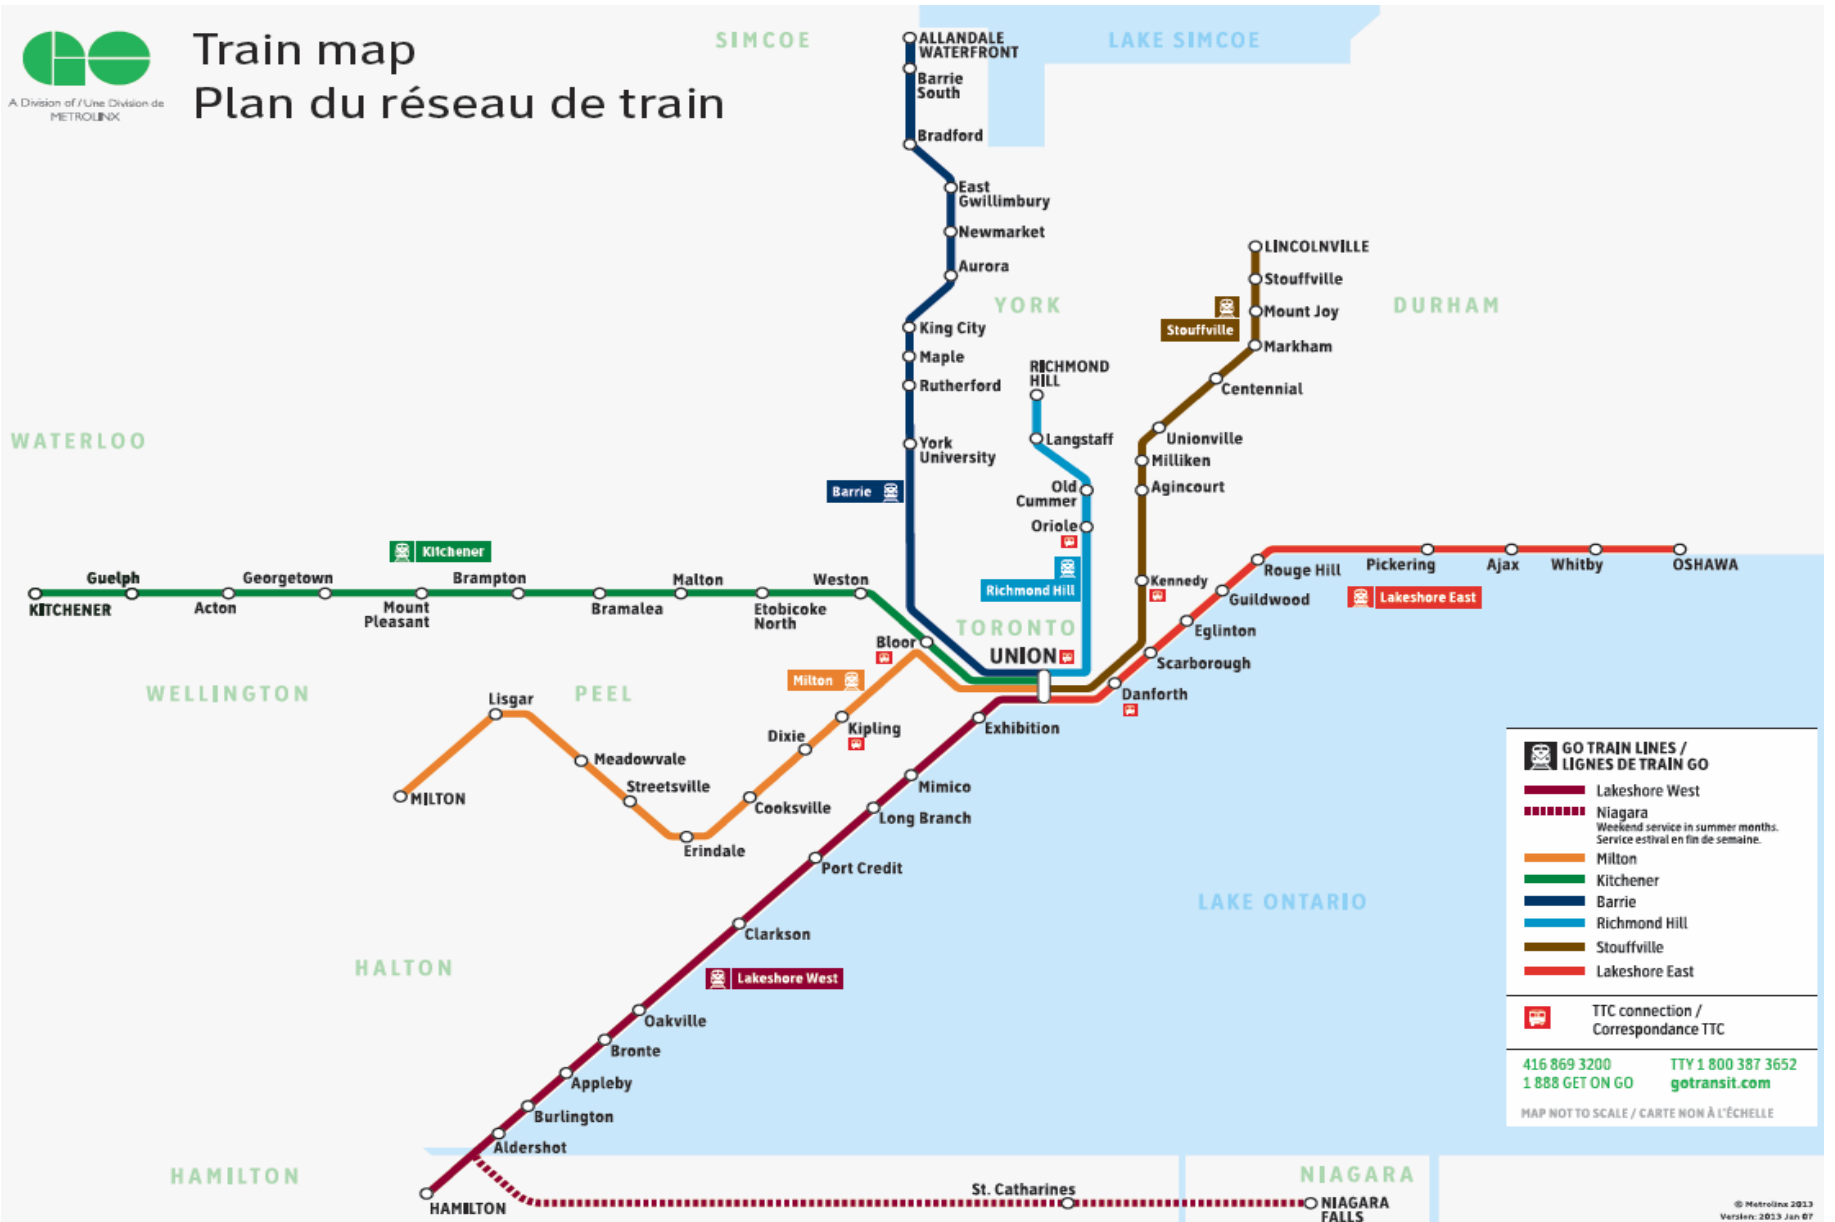 GO
A Division of / Une Division de
METROLINX
Train map
Plan du réseau de train
SIMCOE
LAKE SIMCOE
ALLANDALE
WATERFRONT
Barrie
South
Bradford
East
Gwillimbury
Newmarket
Aurora
King City
Maple
Rutherford
York
University
Barrie
YORK
DURHAM
LINCOLNVILLE
Stouffville
Mount Joy
Stouffville
Markham
Centennial
Unionville
Milliken
Agincourt
Kennedy
RICHMOND
HILL
Langstaff
Old
Cummer
Oriole
Richmond Hill
WATERLOO
Kitchener
KITCHENER
Guelph
Acton
Georgetown
Mount
Pleasant
Brampton
Bramalea
Malton
Etobicoke
North
Weston
Bloor
TORONTO
UNION
Rouge Hill
Pickering
Ajax
Whitby
OSHAWA
Lakeshore East
Guildwood
Eglinton
Scarborough
Danforth
WELLINGTON
PEEL
Milton
Lisgar
Meadowvale
Streetsville
MILTON
Erindale
Cooksville
Dixie
Kipling
Exhibition
Mimico
Long Branch
Port Credit
Clarkson
Lakeshore West
HALTON
Oakville
Bronte
Appleby
Burlington
Aldershot
HAMILTON
HAMILTON
LAKE ONTARIO
St. Catharines
NIAGARA
NIAGARA
FALLS
GO TRAIN LINES /
LIGNES DE TRAIN GO
Lakeshore West
Niagara
Weekend service in summer months.
Service estival en fin de semaine.
Milton
Kitchener
Barrie
Richmond Hill
Stouffville
Lakeshore East
TTC connection /
Correspondance TTC
416 869 3200 TTY 1 800 387 3652
1 888 GET ON GO gotransit.com
MAP NOT TO SCALE / CARTE NON À L'ÉCHELLE
© Metrolinx 2013
Version: 2013 Jan 07